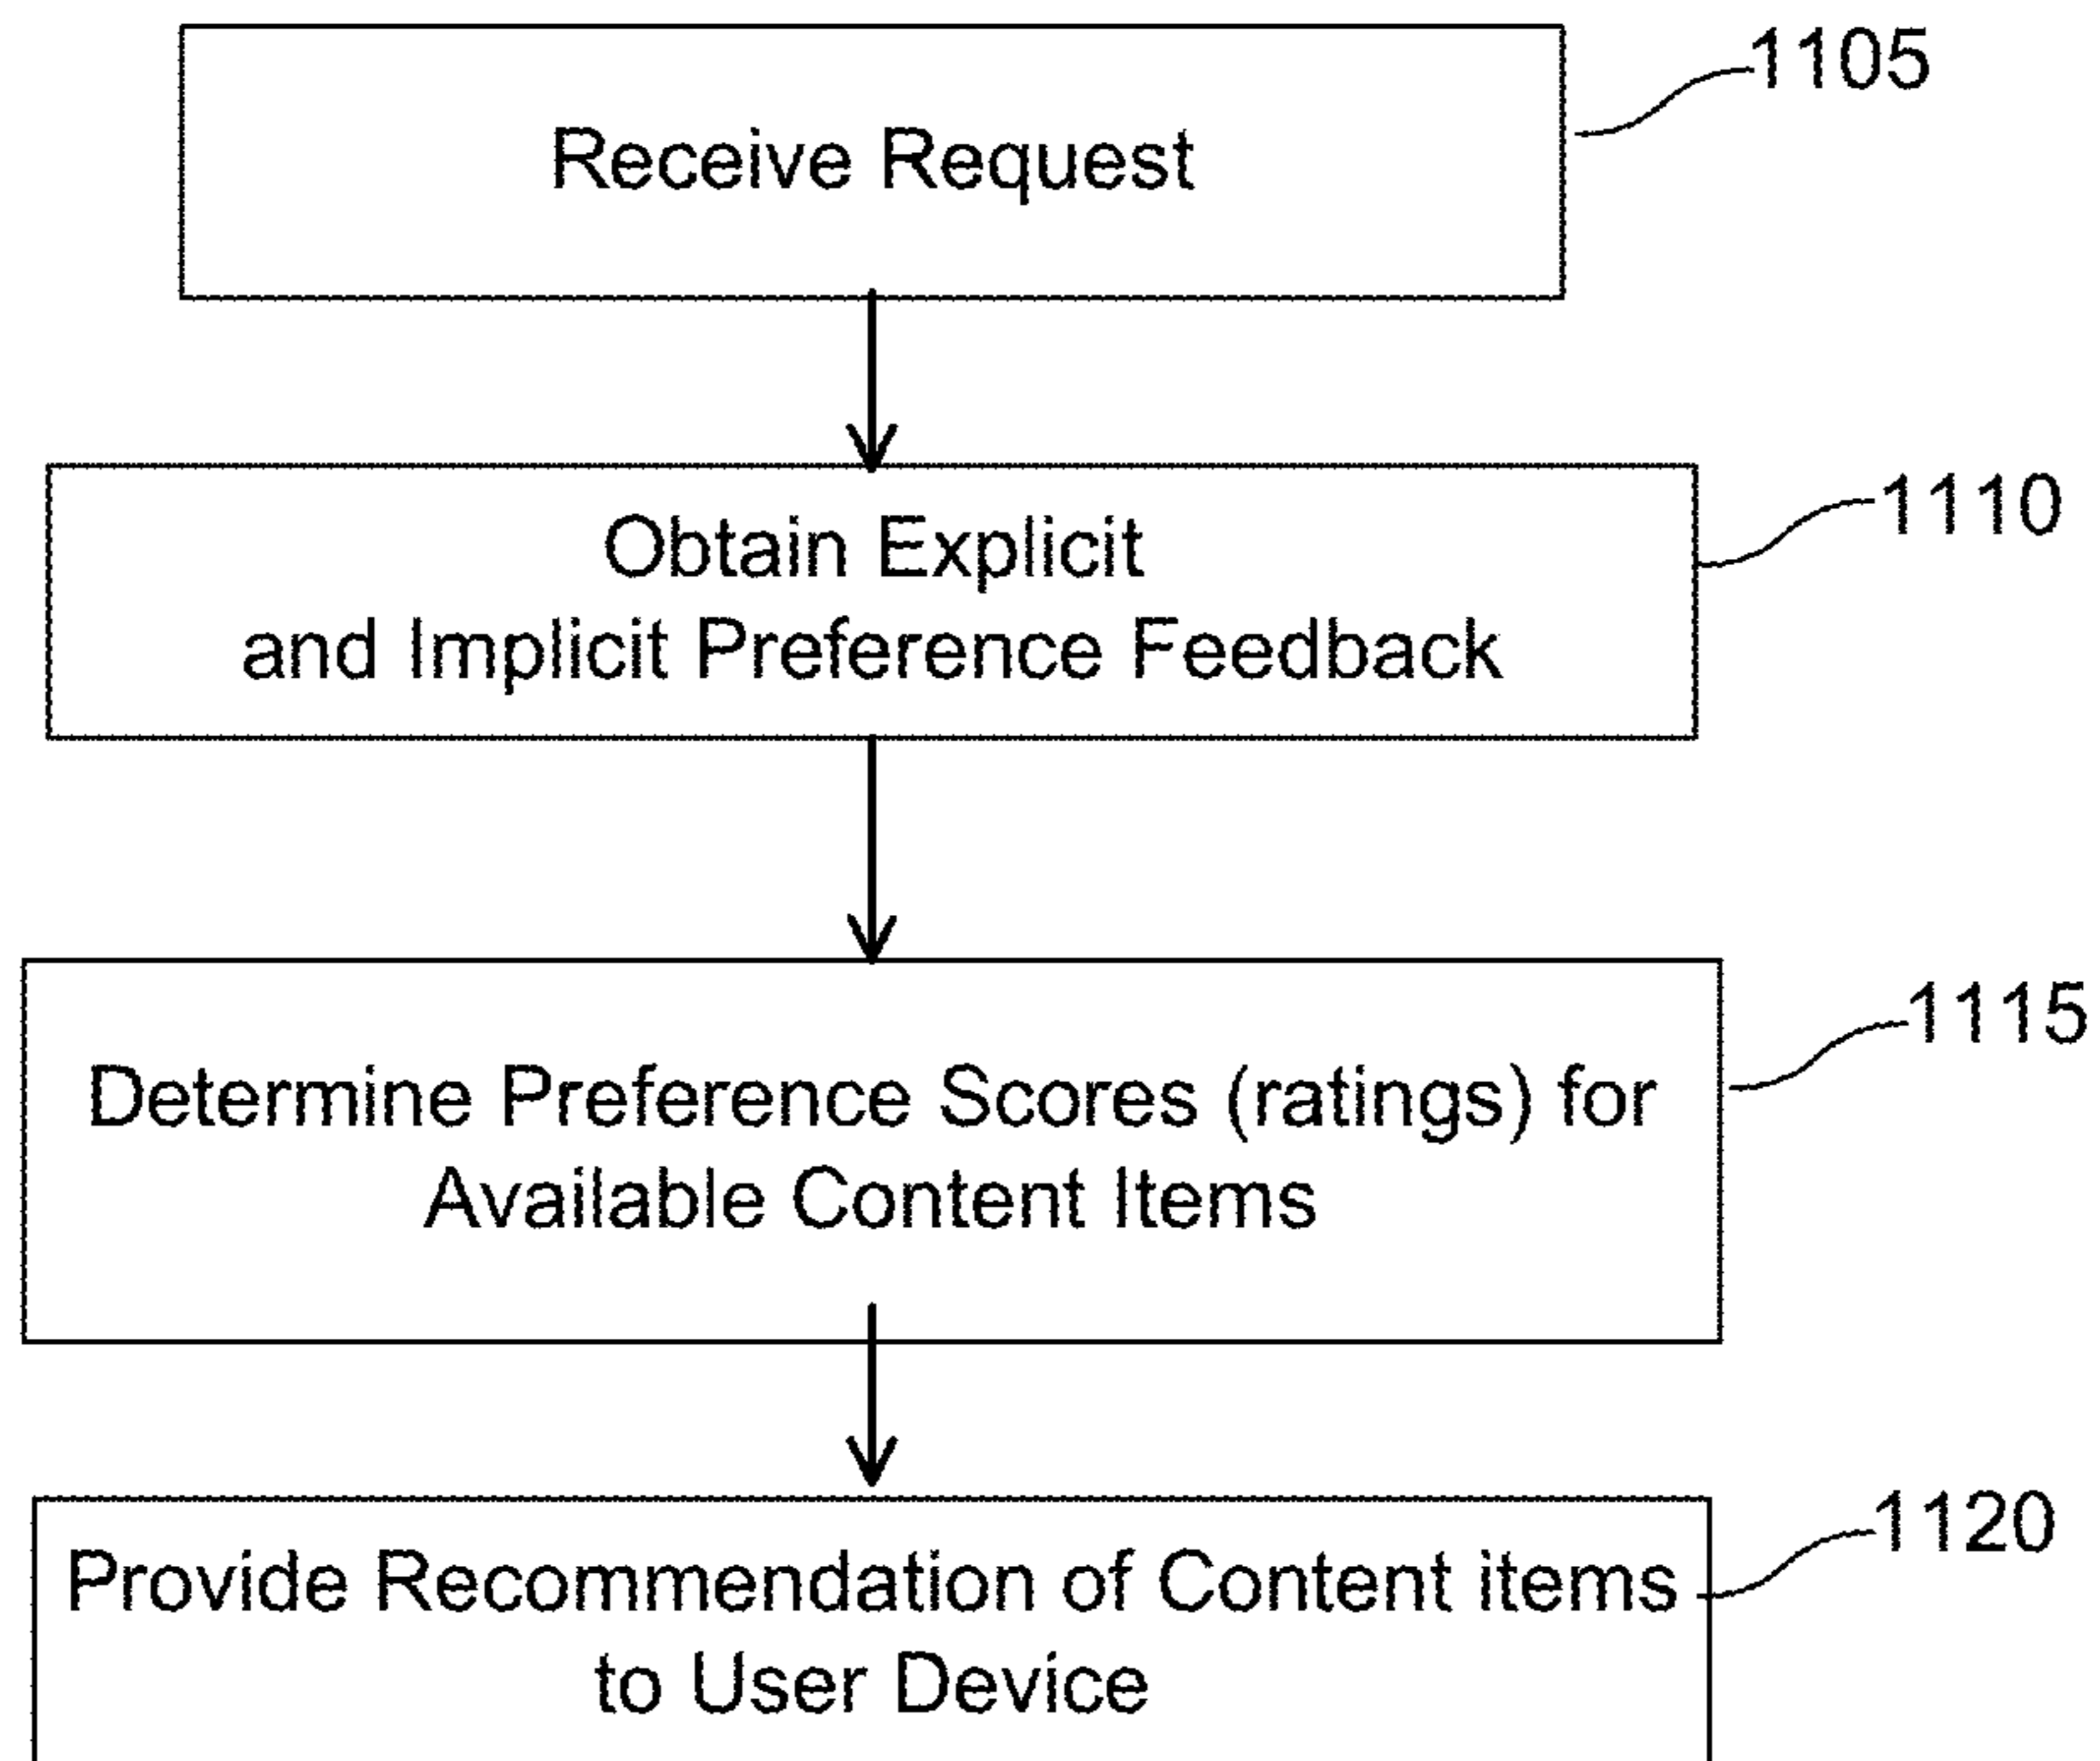 Receive Request
1105
Obtain Explicit
and Implicit Preference Feedback
1110
Determine Preference Scores (ratings) for
Available Content Items
1115
Provide Recommendation of Content items
to User Device
1120